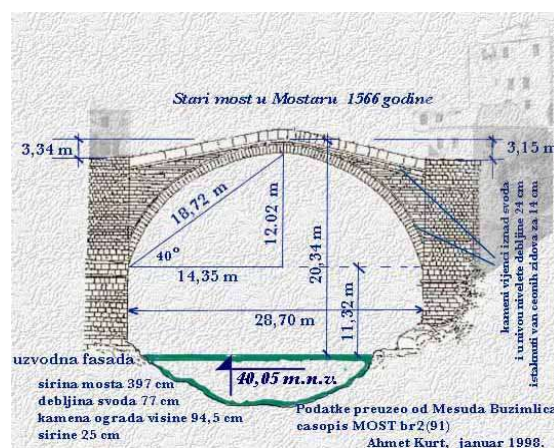 Stari most u Mostaru 1566 godine
3,34 m
3,15 m
18,72 m
12.02 m
20,34 m
40°
14,35 m
11,32 m
28,70 m
kameni vijenci iznad svoda
i u nivou nivelete debljine 24 cm
istaknuti van ceonih zidova za 14 cm
uzvodna fasada
40,05 m.n.v.
sirina mosta 397 cm
debljina svoda 77 cm
kamena ograda visine 94,5 cm
sirine 25 cm
Podatke preuzeo od Mesuda Buzimlica
casopis MOST br2(91)
Ahmet Kurt, januar 1998.